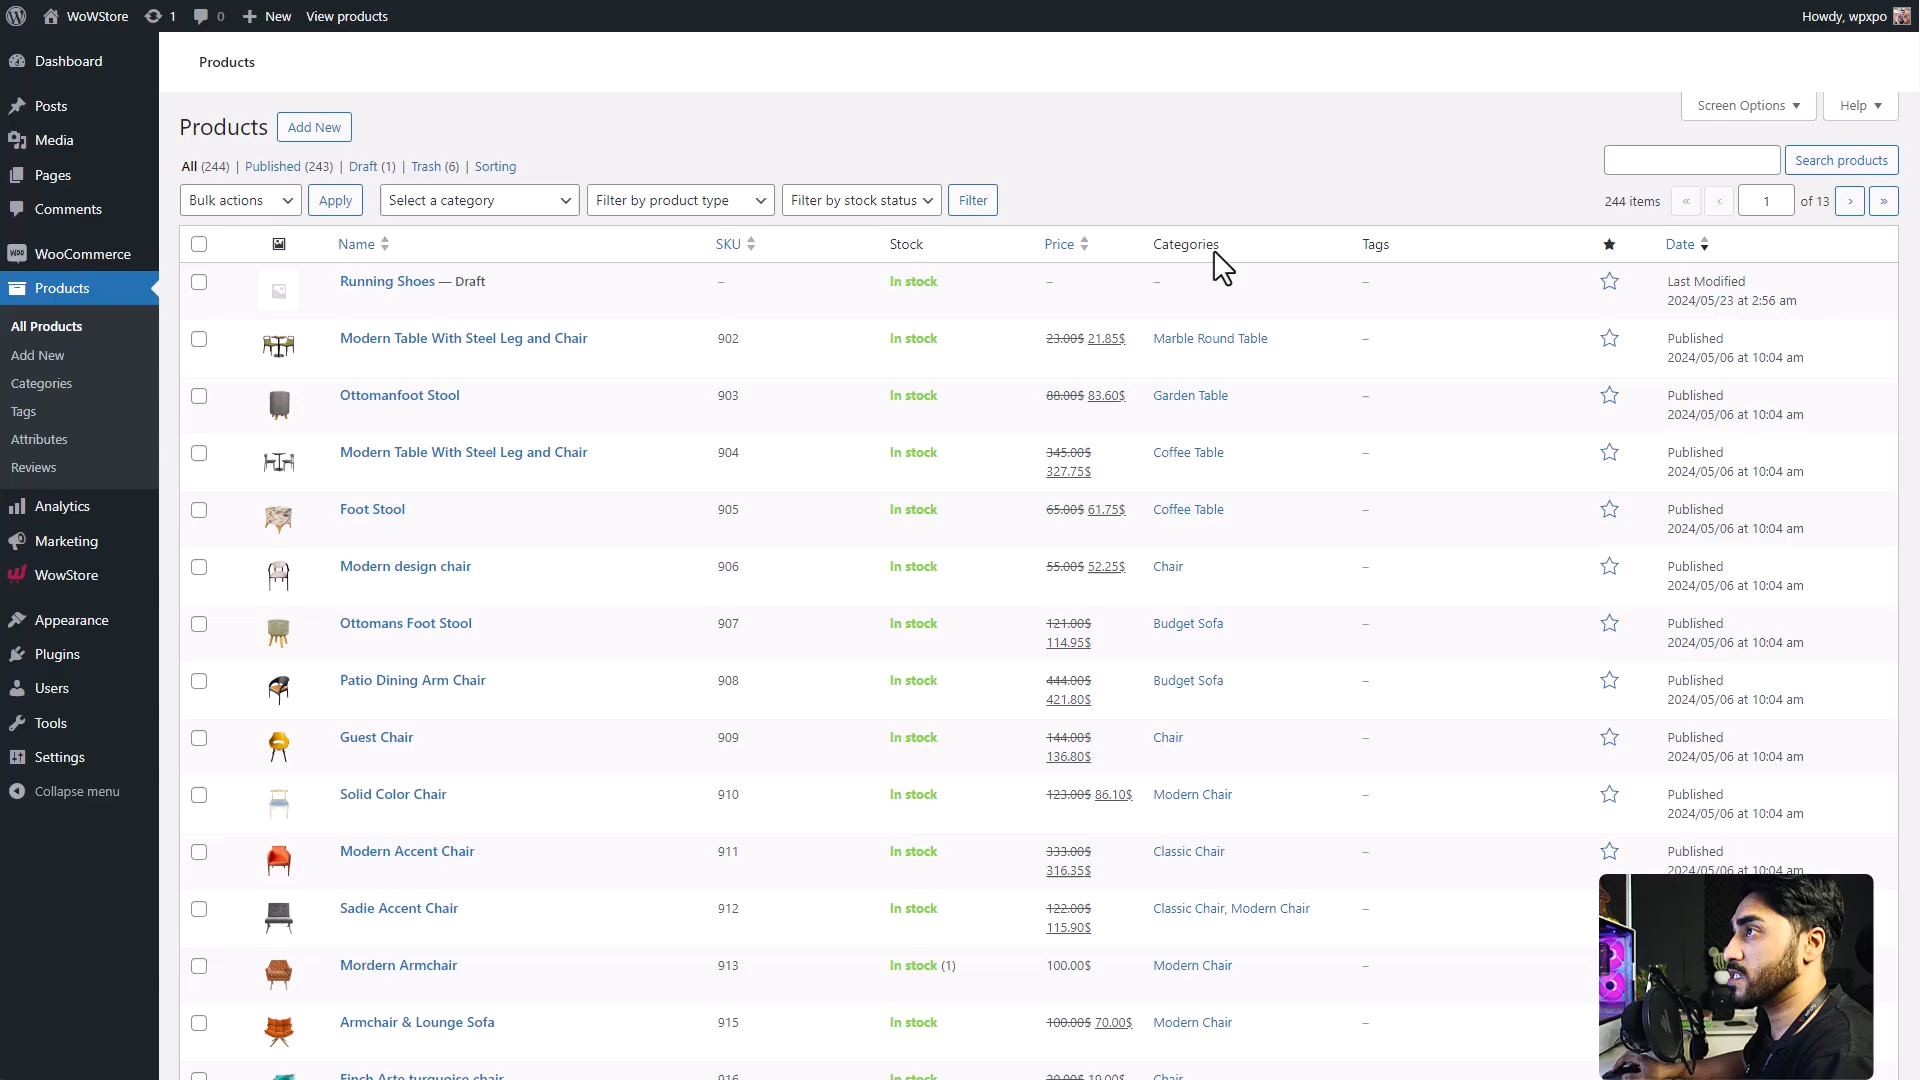 WoWStore 1 0 New View products Howdy, wpxpo
Dashboard
Posts
Media
Pages
Comments
WooCommerce
Products
All Products
Add New
Categories
Tags
Attributes
Reviews
Analytics
Marketing
WowStore
Appearance
Plugins
Users
Tools
Settings
Collapse menu
Products
Screen Options Help
Products Add New
All (244) | Published (243) | Draft (1) | Trash (6) | Sorting
Search products
Bulk actions Apply Select a category Filter by product type Filter by stock status Filter
244 items « ‹ 1 of 13 › »
Name SKU Stock Price Categories Tags Date
Running Shoes — Draft – In stock – – – Last Modified
2024/05/23 at 2:56 am
Modern Table With Steel Leg and Chair 902 In stock 23.00$ 21.85$ Marble Round Table – Published
2024/05/06 at 10:04 am
Ottomanfoot Stool 903 In stock 88.00$ 83.60$ Garden Table – Published
2024/05/06 at 10:04 am
Modern Table With Steel Leg and Chair 904 In stock 345.00$ Coffee Table – Published
327.75$ 2024/05/06 at 10:04 am
Foot Stool 905 In stock 65.00$ 61.75$ Coffee Table – Published
2024/05/06 at 10:04 am
Modern design chair 906 In stock 55.00$ 52.25$ Chair – Published
2024/05/06 at 10:04 am
Ottomans Foot Stool 907 In stock 121.00$ Budget Sofa – Published
114.95$ 2024/05/06 at 10:04 am
Patio Dining Arm Chair 908 In stock 444.00$ Budget Sofa – Published
421.80$ 2024/05/06 at 10:04 am
Guest Chair 909 In stock 144.00$ Chair – Published
136.80$ 2024/05/06 at 10:04 am
Solid Color Chair 910 In stock 123.00$ 86.10$ Modern Chair – Published
2024/05/06 at 10:04 am
Modern Accent Chair 911 In stock 333.00$ Classic Chair – Published
316.35$ 2024/05/06 at 10:04 am
Sadie Accent Chair 912 In stock 122.00$ Classic Chair, Modern Chair –
115.90$
Mordern Armchair 913 In stock (1) 100.00$ Modern Chair –
Armchair & Lounge Sofa 915 In stock 100.00$ 70.00$ Modern Chair –
Finch Arte turquoise chair 916 In stock 20.00$ 19.00$ Chair